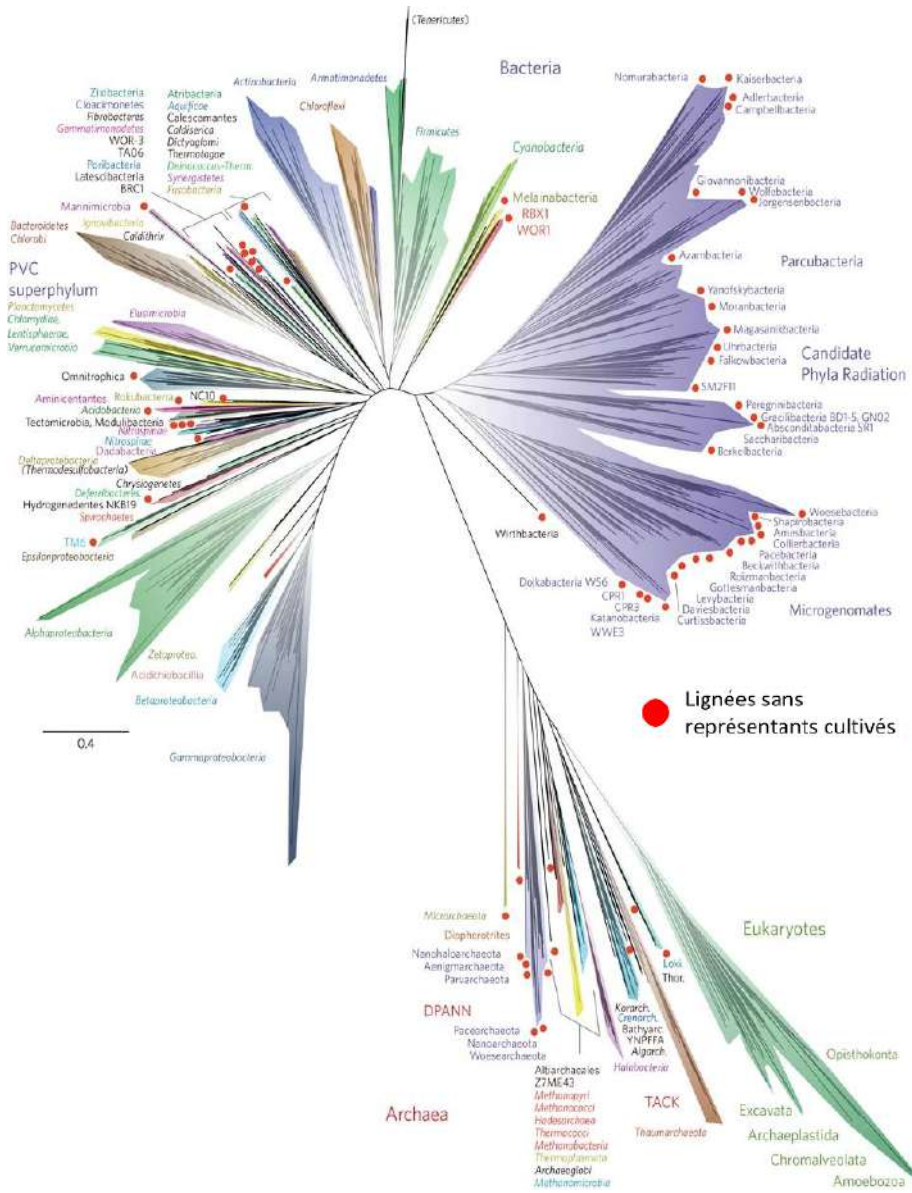 (Tenericutes)
Bacteria
Zixibacteria
Cloacimonetes
Fibrobacteres
Gemmatimonadetes
WOR-3
TA06
Poribacteria
Latescibacteria
BRC1
Atribacteria
Aquificae
Calescamantes
Caldiserica
Dictyoglomi
Thermotogae
Deinococcus-Therm.
Synergistetes
Fusobacteria
Actinobacteria
Armatimonadetes
Chloroflexi
Firmicutes
Cyanobacteria
Melainabacteria
RBX1
WOR1
Nomurabacteria
Kaiserbacteria
Adlerbacteria
Campbellbacteria
Giovannonibacteria
Wolfebacteria
Jorgensenbacteria
Azambacteria
Parcubacteria
Yanofskybacteria
Moranbacteria
Magasanikbacteria
Uhrbacteria
Falkowbacteria
Candidate
Phyla Radiation
SM2F11
Peregrinibacteria
Gracilibacteria BD1-5, GN02
Absconditabacteria SR1
Saccharibacteria
Berkelbacteria
Woesebacteria
Shapirobacteria
Amesbacteria
Collierbacteria
Pacebacteria
Beckwithbacteria
Roizmanbacteria
Gottesmanbacteria
Levybacteria
Daviesbacteria
Curtissbacteria
Microgenomates
Wirthbacteria
Dojkabacteria WS6
CPR1
CPR3
Katanobacteria
WWE3
Marinimicrobia
Bacteroidetes
Chlorobi
Ignavibacteria
Caldithrix
PVC
superphylum
Planctomycetes
Chlamydiae,
Lentisphaerae,
Verrucomicrobia
Elusimicrobia
Omnitrophica
Aminicentantes
Rokubacteria
NC10
Acidobacteria
Tectomicrobia, Modulibacteria
Nitrospinae
Nitrospirae
Dadabacteria
Deltaproteobacteria
(Thermodesulfobacteria)
Chrysiogenetes
Deferribacteres
Hydrogenedentes NKB19
Spirochaetes
TM6
Epsilonproteobacteria
Alphaproteobacteria
Zetaproteo.
Acidithiobacillia
Betaproteobacteria
Gammaproteobacteria
0.4
Lignées sans
représentants cultivés
Micrarchaeota
Diapherotrites
Nanohaloarchaeota
Aenigmarchaeota
Parvarchaeota
DPANN
Pacearchaeota
Nanoarchaeota
Woesearchaeota
Archaea
Altiarchaeales
Z7ME43
Methanopyri
Methanococci
Hadesarchaea
Thermococci
Methanobacteria
Thermoplasmata
Archaeoglobi
Methanomicrobia
Halobacteria
Korarch.
Crenarch.
Bathyarc.
YNPFFA
Aigarch.
TACK
Thaumarchaeota
Loki.
Thor.
Eukaryotes
Opisthokonta
Excavata
Archaeplastida
Chromalveolata
Amoebozoa